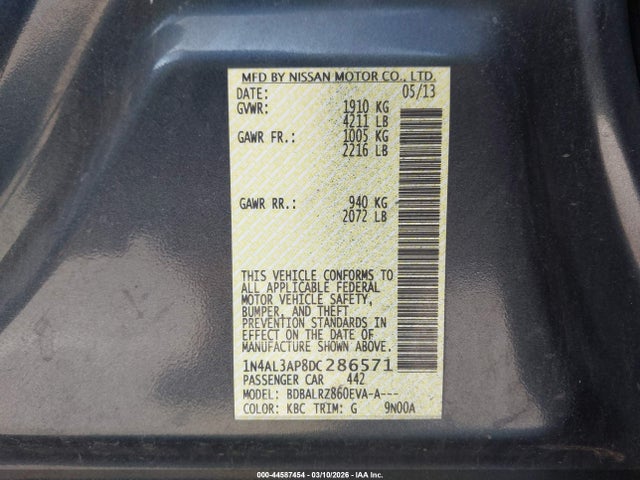 MFD BY NISSAN MOTOR CO., LTD.
DATE: 05/13
GVWR: 1910 KG
4211 LB
GAWR FR.: 1005 KG
2216 LB
GAWR RR.: 940 KG
2072 LB
THIS VEHICLE CONFORMS TO
ALL APPLICABLE FEDERAL
MOTOR VEHICLE SAFETY,
BUMPER, AND THEFT
PREVENTION STANDARDS IN
EFFECT ON THE DATE OF
MANUFACTURE SHOWN ABOVE.
1N4AL3AP8DC286571
PASSENGER CAR 442
MODEL: BDBALRZ860EVA-A---
COLOR: KBC TRIM: G 9N00A
000-44587454 - 03/10/2026 - IAA Inc.